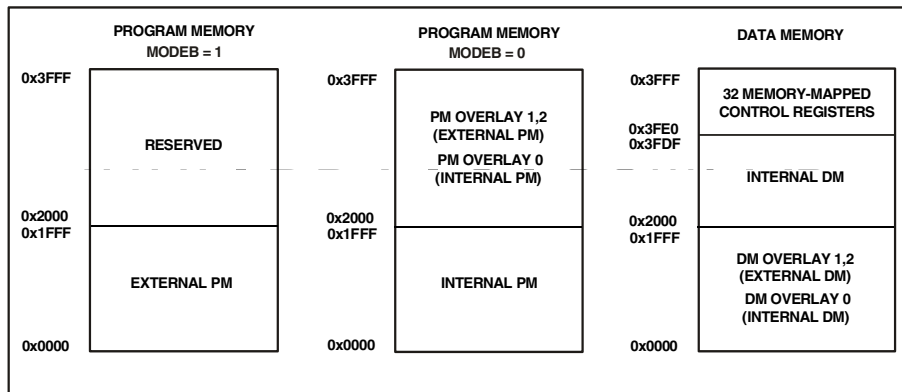 PROGRAM MEMORY
MODEB = 1
0x3FFF
RESERVED
0x2000
0x1FFF
EXTERNAL PM
0x0000
PROGRAM MEMORY
MODEB = 0
0x3FFF
PM OVERLAY 1,2
(EXTERNAL PM)
PM OVERLAY 0
(INTERNAL PM)
0x2000
0x1FFF
INTERNAL PM
0x0000
DATA MEMORY
0x3FFF
32 MEMORY-MAPPED
CONTROL REGISTERS
0x3FE0
0x3FDF
INTERNAL DM
0x2000
0x1FFF
DM OVERLAY 1,2
(EXTERNAL DM)
DM OVERLAY 0
(INTERNAL DM)
0x0000